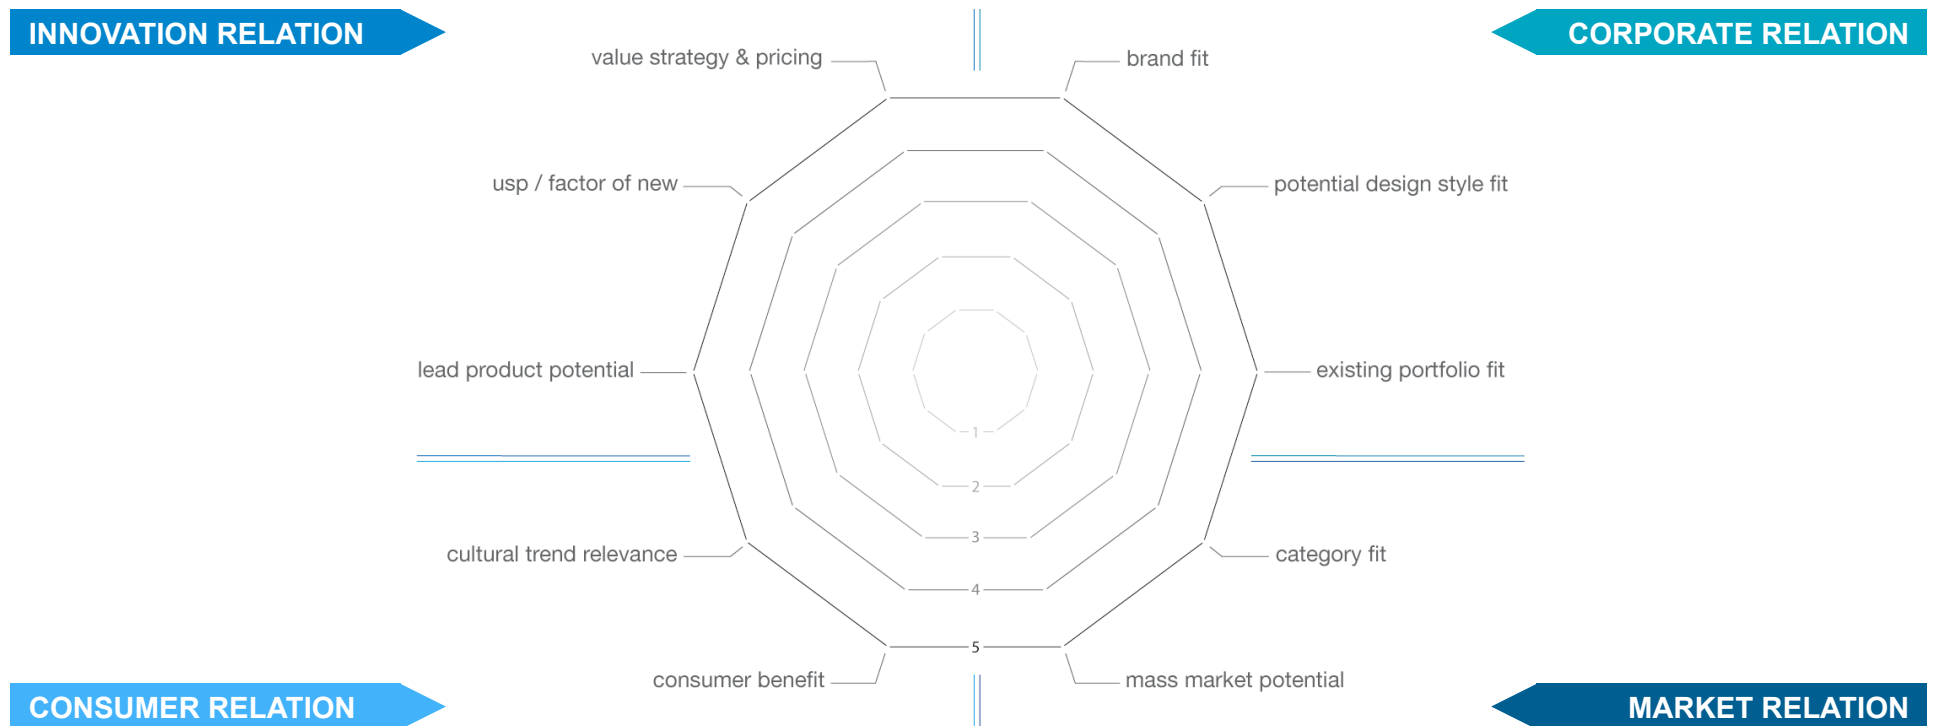 INNOVATION RELATION
CORPORATE RELATION
value strategy & pricing
brand fit
usp / factor of new
potential design style fit
lead product potential
existing portfolio fit
1
2
3
cultural trend relevance
category fit
4
5
consumer benefit
mass market potential
CONSUMER RELATION
MARKET RELATION